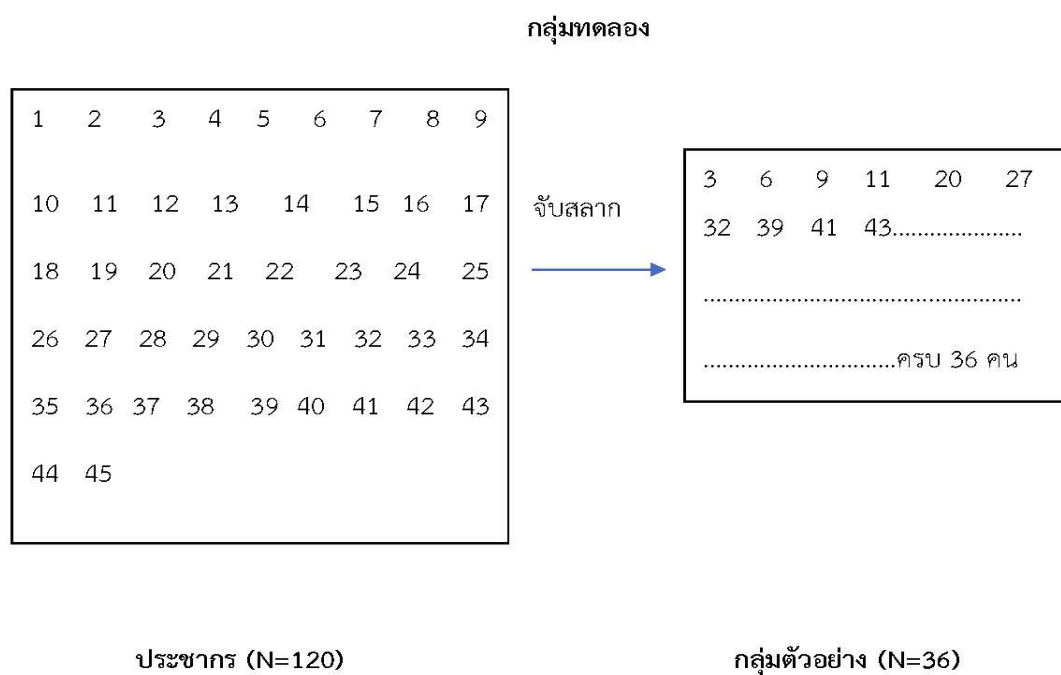 กลุ่มทดลอง
1 2 3 4 5 6 7 8 9
10 11 12 13 14 15 16 17
18 19 20 21 22 23 24 25
26 27 28 29 30 31 32 33 34
35 36 37 38 39 40 41 42 43
44 45
จับสลาก
3 6 9 11 20 27
32 39 41 43.....................
...................................................
...............................ครบ 36 คน
ประชากร (N=120)
กลุ่มตัวอย่าง (N=36)